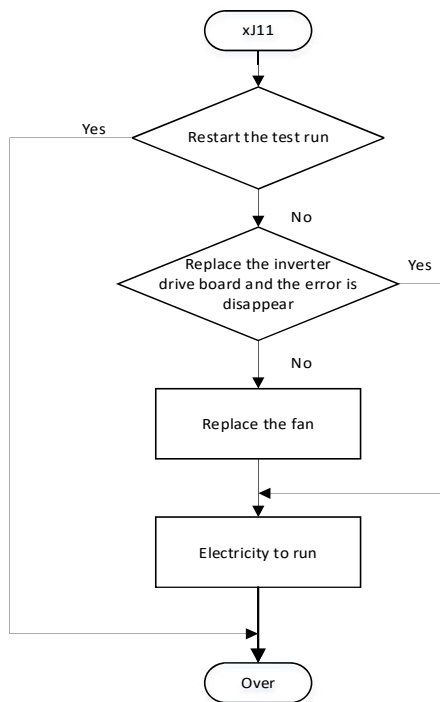 xJ11
Yes
Restart the test run
No
Replace the inverter
drive board and the error is
disappear
Yes
No
Replace the fan
Electricity to run
Over